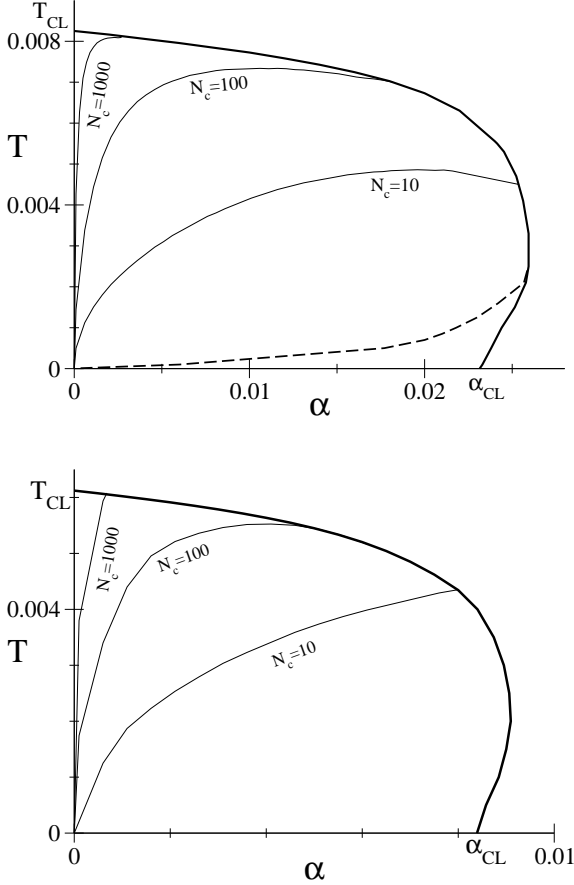 T_CL
0.008
N_c=1000
N_c=100
T
N_c=10
0.004
0
0
0.01
0.02
α_CL
α
T_CL
N_c=1000
N_c=100
0.004
T
N_c=10
0
0
α_CL
0.01
α